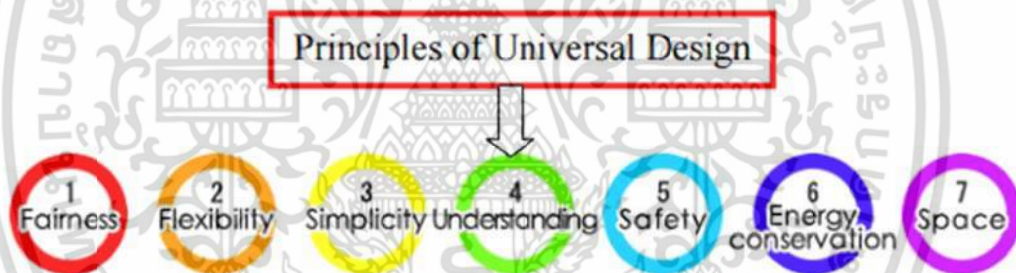 Principles of Universal Design
1
Fairness
2
Flexibility
3
Simplicity
4
Understanding
5
Safety
6
Energy
conservation
7
Space